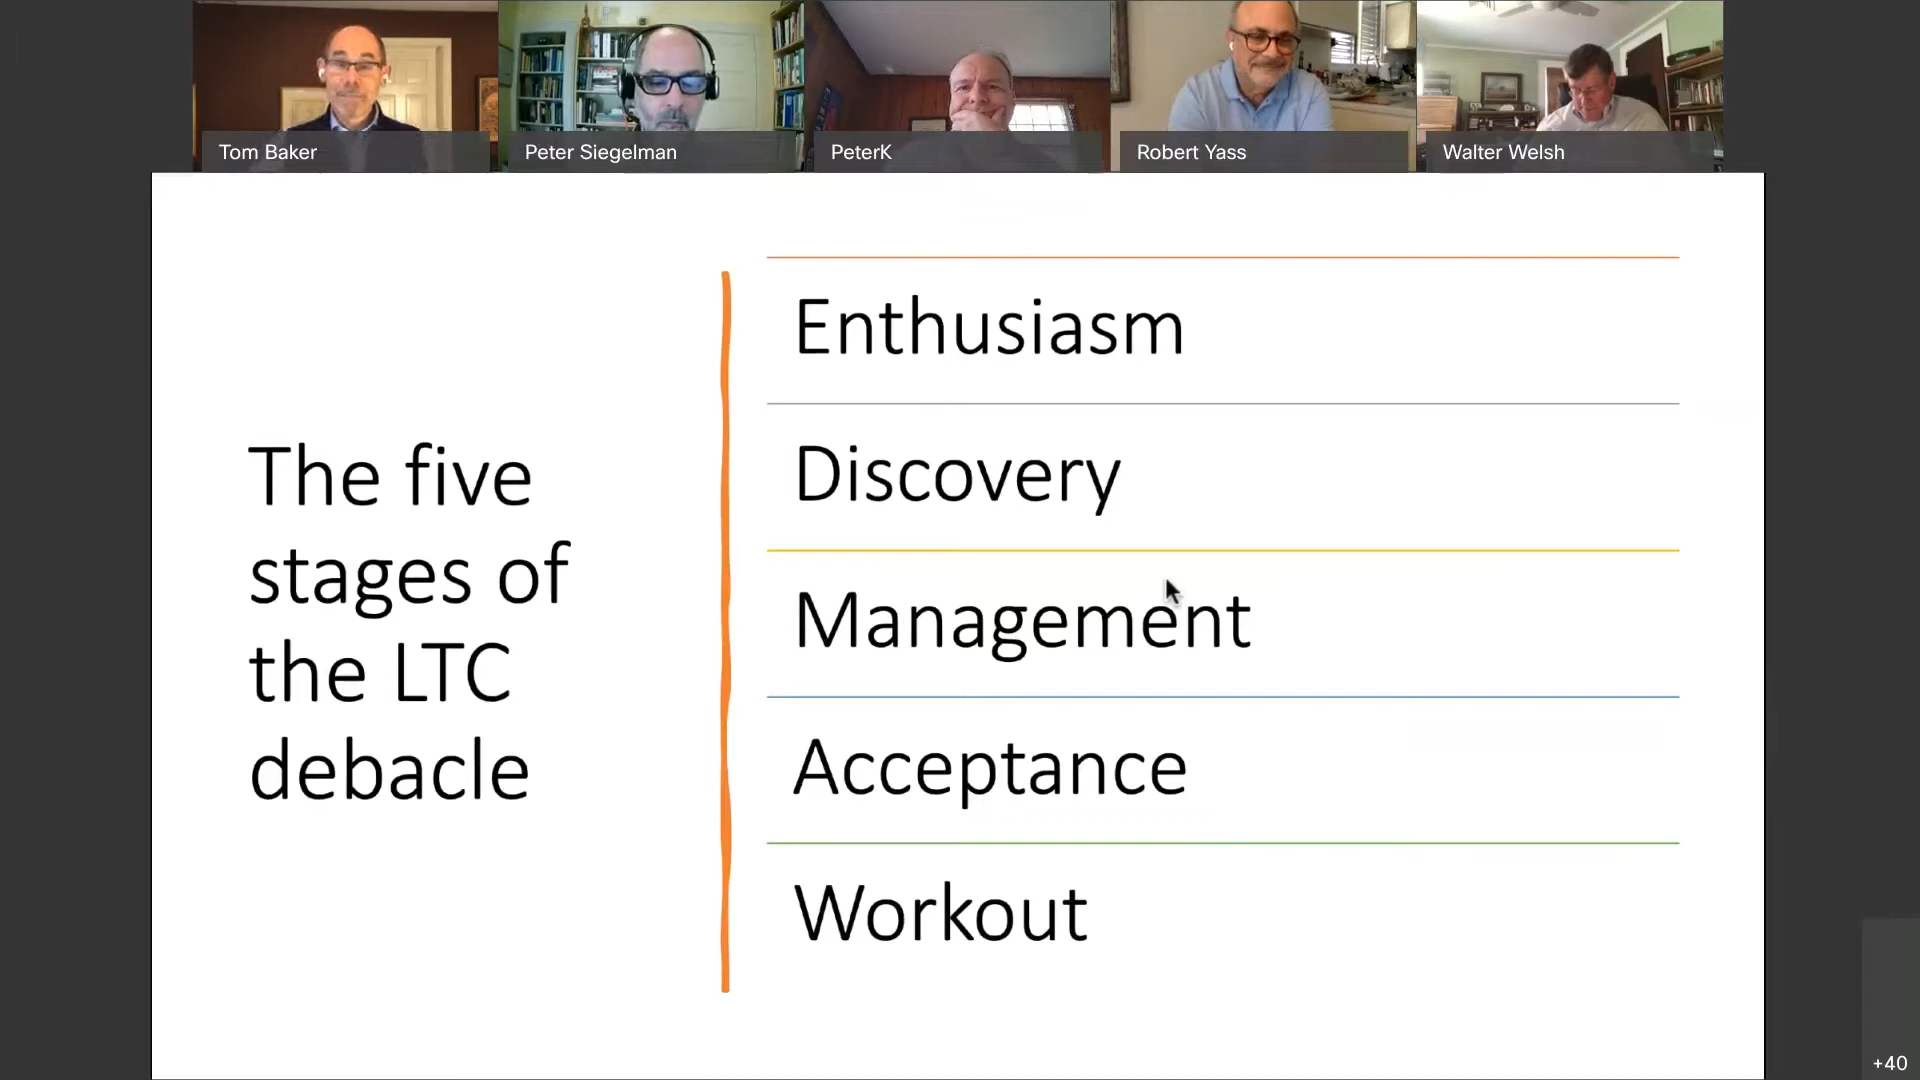 Tom Baker
Peter Siegelman
PeterK
Robert Yass
Walter Welsh
The five
stages of
the LTC
debacle
Enthusiasm
Discovery
Management
Acceptance
Workout
+40